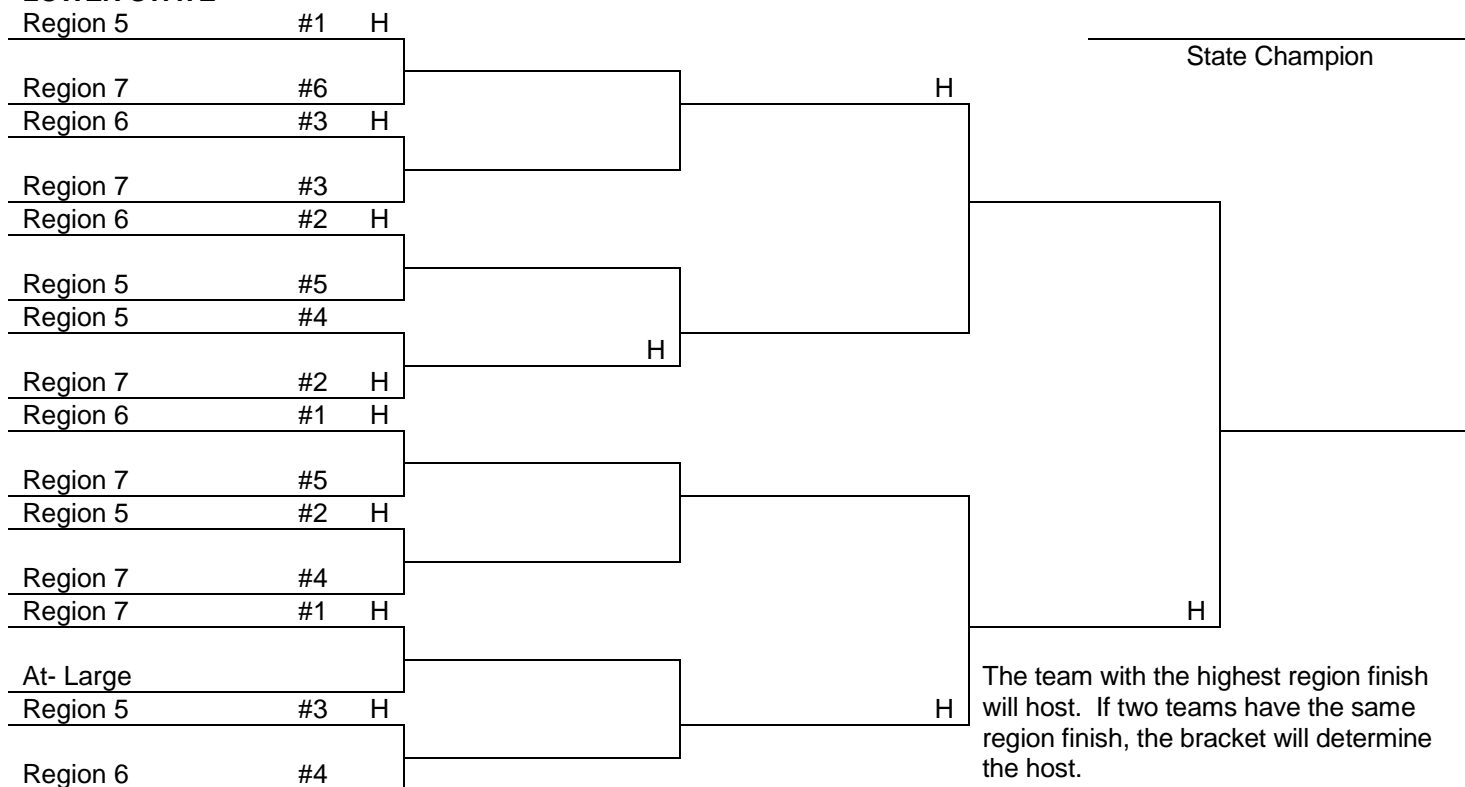 Region 5 #1 H
State Champion
Region 7 #6 H
Region 6 #3 H
Region 7 #3
Region 6 #2 H
Region 5 #5
Region 5 #4
H
Region 7 #2 H
Region 6 #1 H
Region 7 #5
Region 5 #2 H
Region 7 #4
Region 7 #1 H H
At- Large
Region 5 #3 H H
Region 6 #4
The team with the highest region finish
will host. If two teams have the same
region finish, the bracket will determine
the host.